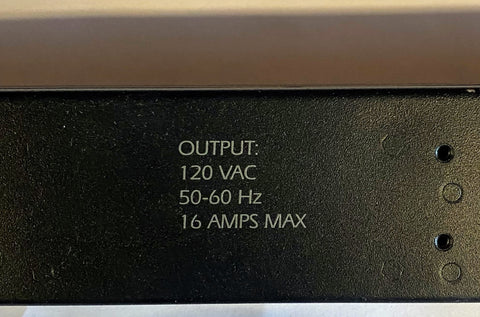 OUTPUT:
120 VAC
50-60 Hz
16 AMPS MAX